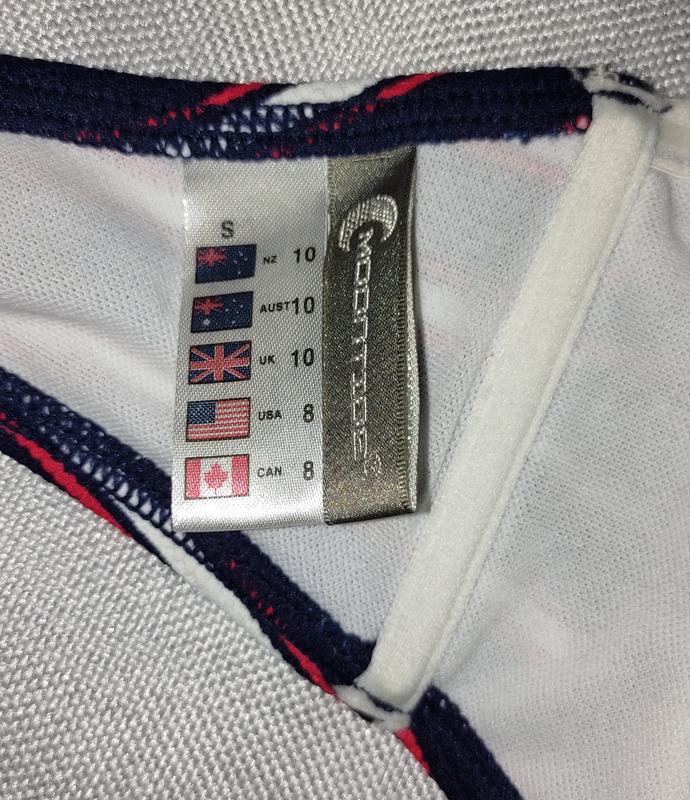 S
NZ 10
AUST 10
UK 10
USA 8
CAN 8
MOONTIDE